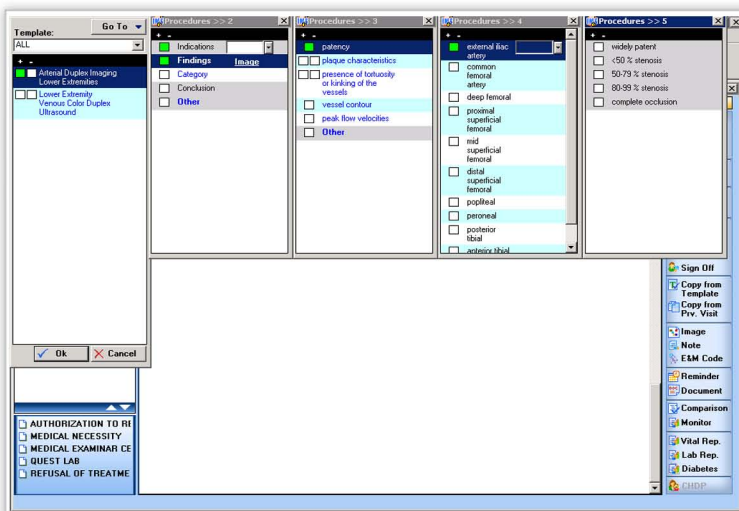 Template:
Go To
ALL
+ -
Arterial Duplex Imaging
Lower Extremities
Lower Extremity
Venous Color Duplex
Ultrasound
Ok
Cancel
Procedures >> 2
+ -
Indications
Findings Image
Category
Conclusion
Other
Procedures >> 3
+ -
patency
plaque characteristics
presence of tortuosity
or kinking of the
vessels
vessel contour
peak flow velocities
Other
Procedures >> 4
+ -
external iliac
artery
common
femoral
artery
deep femoral
proximal
superficial
femoral
mid
superficial
femoral
distal
superficial
femoral
popliteal
peroneal
posterior
tibial
anterior tibial
Procedures >> 5
+ -
widely patent
<50 % stenosis
50-79 % stenosis
80-99 % stenosis
complete occlusion
AUTHORIZATION TO RE
MEDICAL NECESSITY
MEDICAL EXAMINAR CE
QUEST LAB
REFUSAL OF TREATME
Sign Off
Copy from
Template
Copy from
Prv. Visit
Image
Note
E&M Code
Reminder
Document
Comparison
Monitor
Vital Rep.
Lab Rep.
Diabetes
CHDP